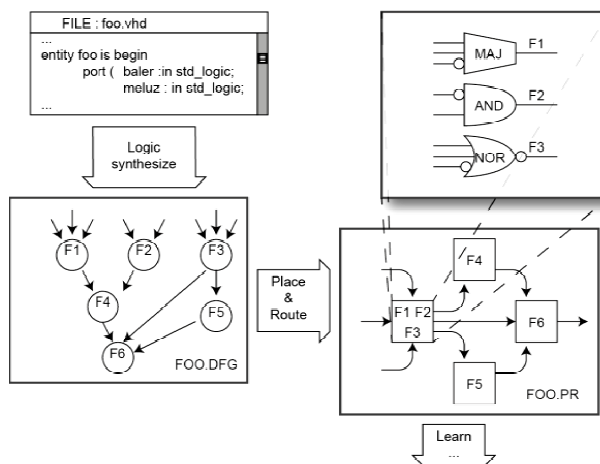 FILE : foo.vhd
...
entity foo is begin
port ( baler :in std_logic;
meluz : in std_logic;
...
Logic
synthesize
F1
F2
F3
F4
F5
F6
FOO.DFG
Place
&
Route
MAJ
F1
AND
F2
NOR
F3
F4
F1 F2
F3
F6
F5
FOO.PR
Learn
...